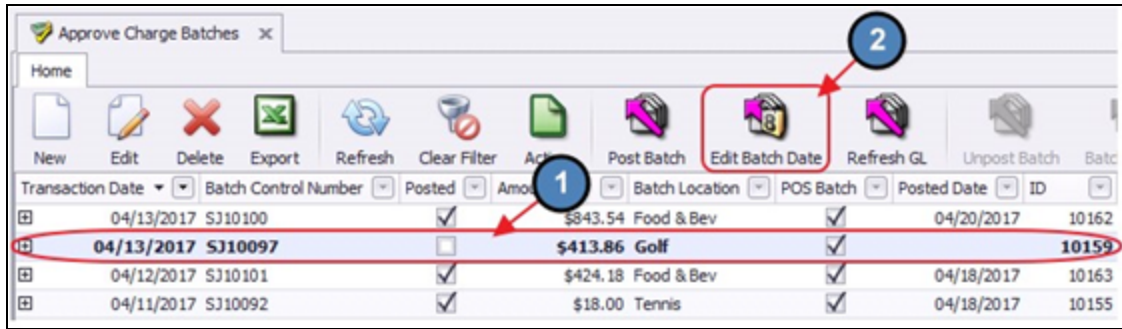 Approve Charge Batches x
2
Home
8
New Edit Delete Export Refresh Clear Filter Post Batch Edit Batch Date Refresh GL Unpost Batch
1
Transaction Date Batch Control Number Posted Batch Location POS Batch Posted Date ID
04/13/2017 SJ10100 $843.54 Food & Bev 04/20/2017 10162
04/13/2017 SJ10097 $413.86 Golf 10159
04/12/2017 SJ10101 $424.18 Food & Bev 04/18/2017 10163
04/11/2017 SJ10092 $18.00 Tennis 04/18/2017 10155